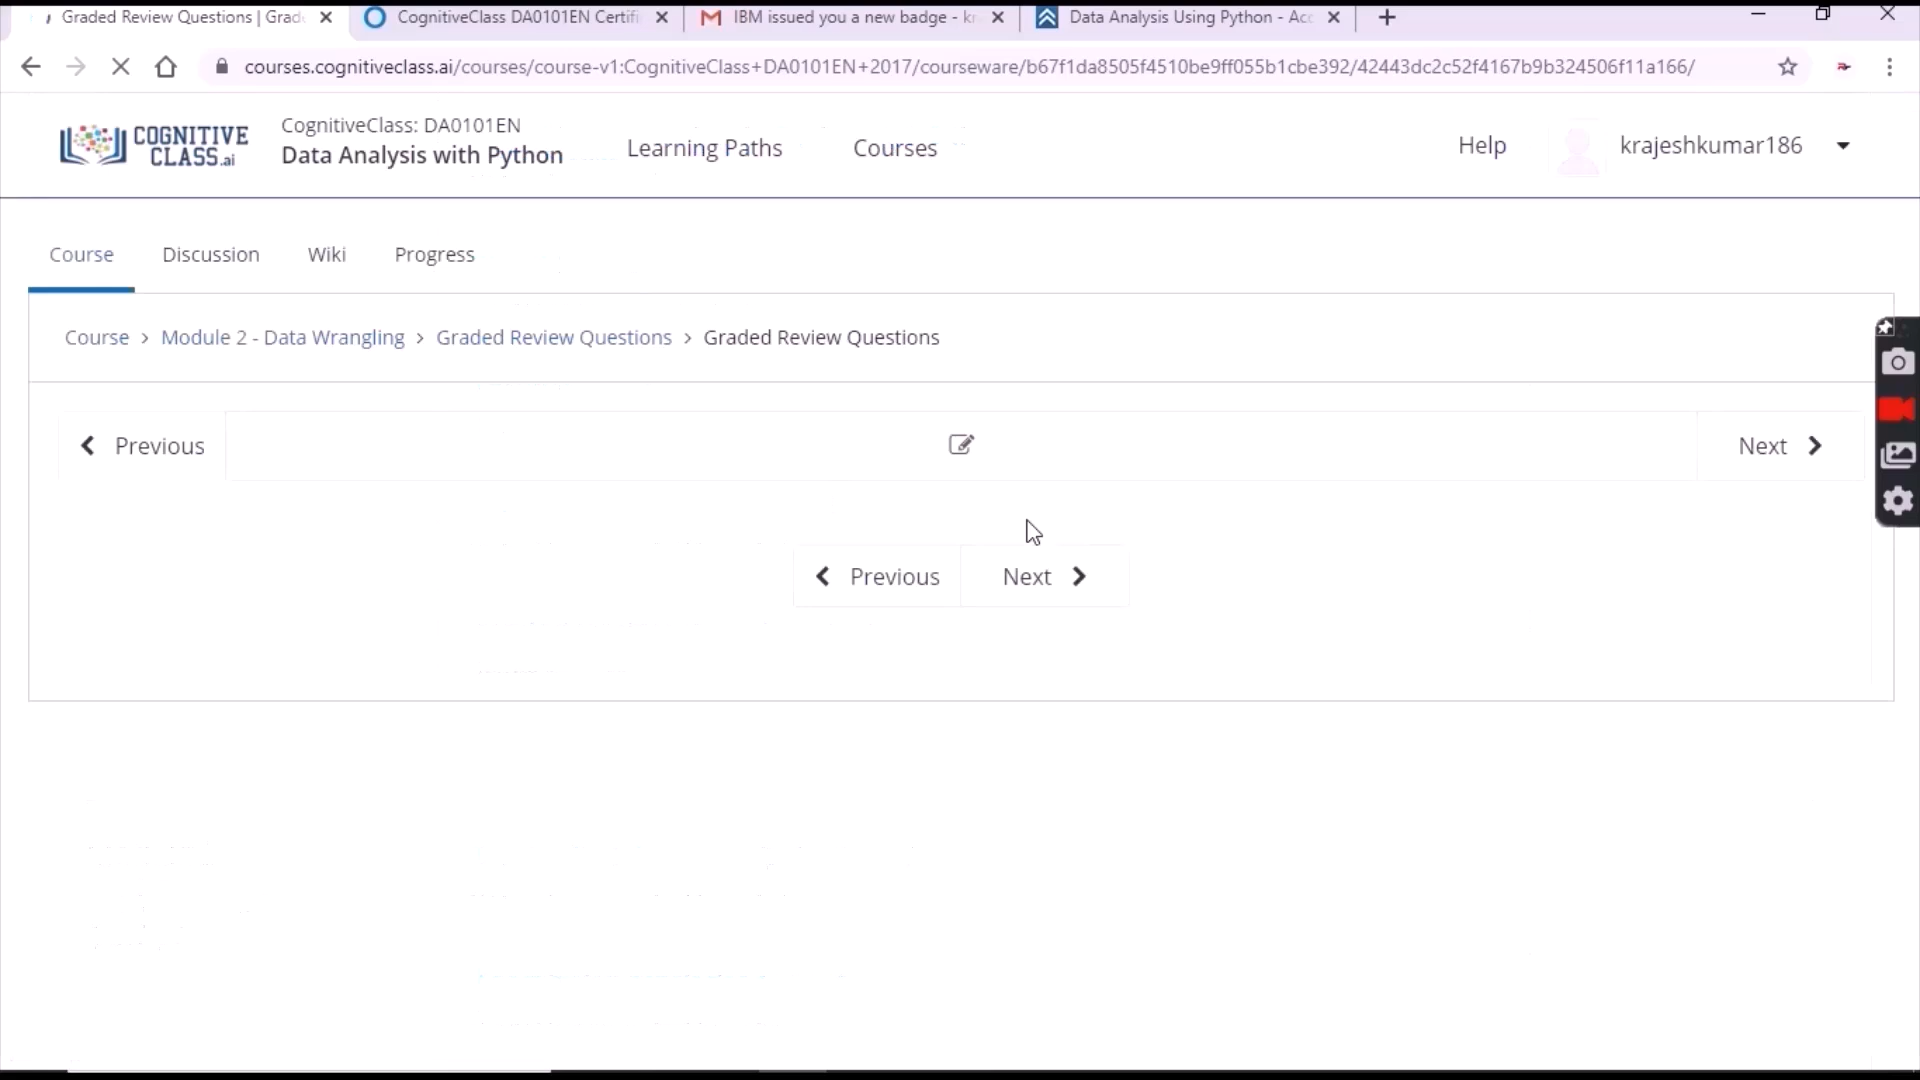 Graded Review Questions | Grad
CognitiveClass DA0101EN Certifi
IBM issued you a new badge - kr
Data Analysis Using Python - Acc
courses.cognitiveclass.ai/courses/course-v1:CognitiveClass+DA0101EN+2017/courseware/b67f1da8505f4510be9ff055b1cbe392/42443dc2c52f4167b9b324506f11a166/
COGNITIVE
CLASS.ai
CognitiveClass: DA0101EN
Data Analysis with Python
Learning Paths
Courses
Help
krajeshkumar186
Course
Discussion
Wiki
Progress
Course > Module 2 - Data Wrangling > Graded Review Questions > Graded Review Questions
Previous
Next
Previous
Next